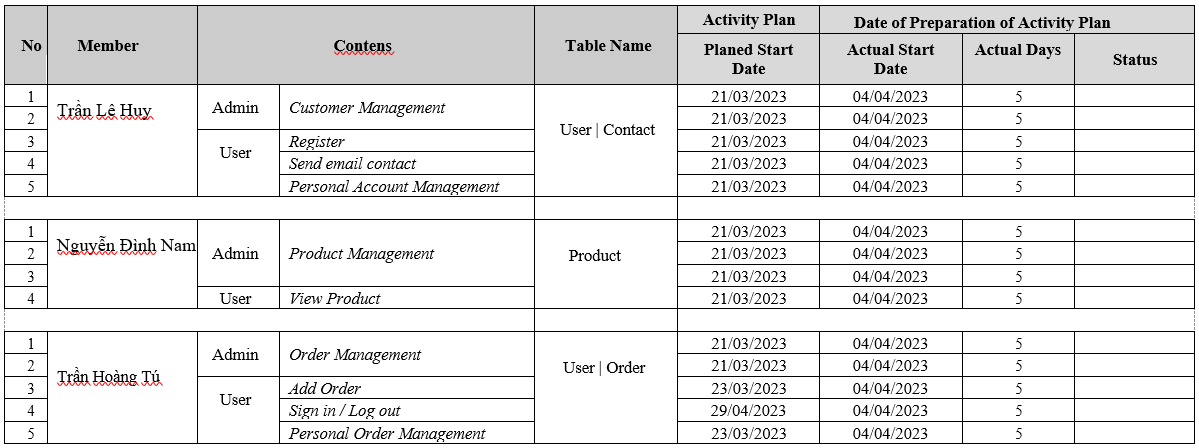 No Member Contens Table Name Activity Plan Date of Preparation of Activity Plan
Planed Start Date Actual Start Date Actual Days Status
1 Trần Lê Huy Admin Customer Management User | Contact 21/03/2023 04/04/2023 5
2 21/03/2023 04/04/2023 5
3 User Register 21/03/2023 04/04/2023 5
4 Send email contact 21/03/2023 04/04/2023 5
5 Personal Account Management 21/03/2023 04/04/2023 5
1 Nguyễn Đình Nam Admin Product Management Product 21/03/2023 04/04/2023 5
2 21/03/2023 04/04/2023 5
3 21/03/2023 04/04/2023 5
4 User View Product 21/03/2023 04/04/2023 5
1 Trần Hoàng Tú Admin Order Management User | Order 21/03/2023 04/04/2023 5
2 21/03/2023 04/04/2023 5
3 User Add Order 23/03/2023 04/04/2023 5
4 Sign in / Log out 29/04/2023 04/04/2023 5
5 Personal Order Management 23/03/2023 04/04/2023 5